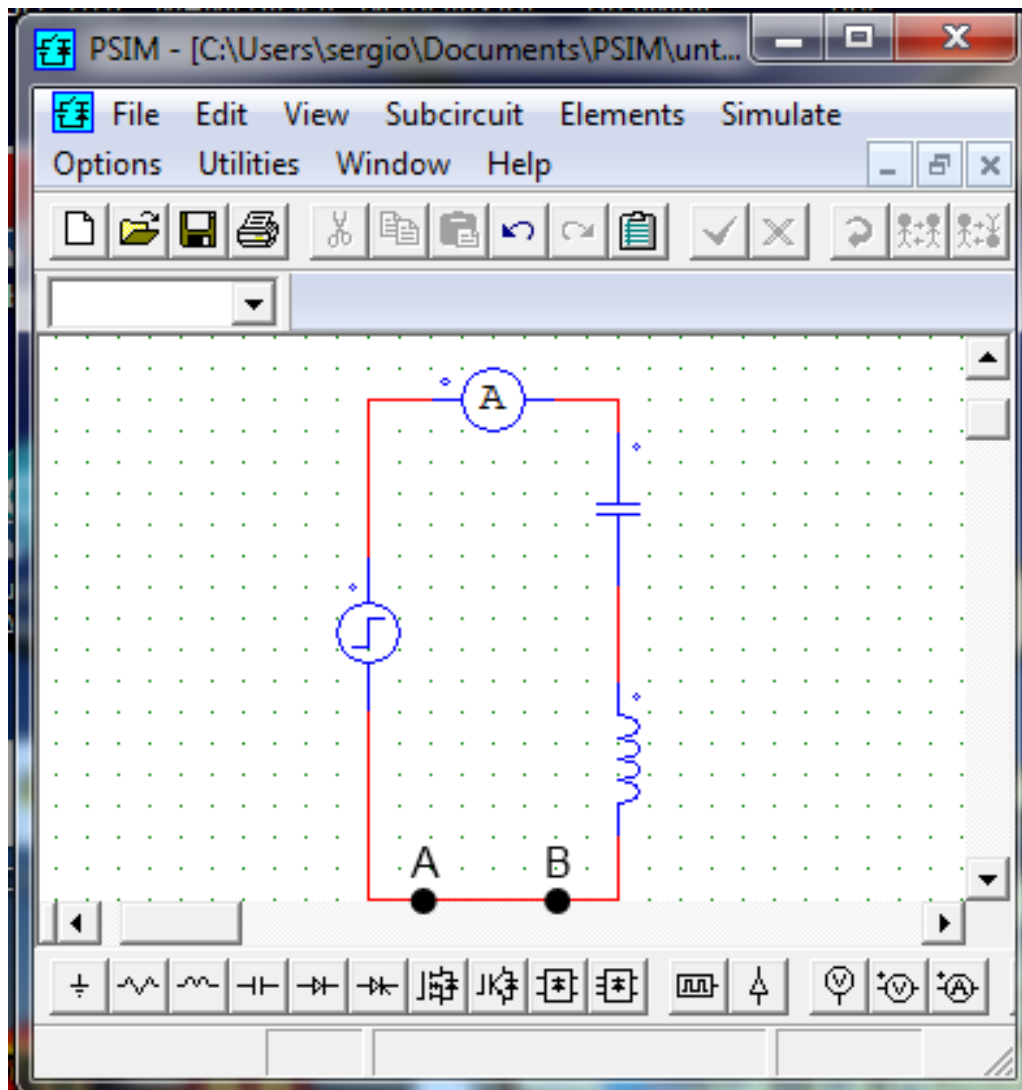 PSIM - [C:\Users\sergio\Documents\PSIM\unt...
File Edit View Subcircuit Elements Simulate
Options Utilities Window Help
A
A B
V V A